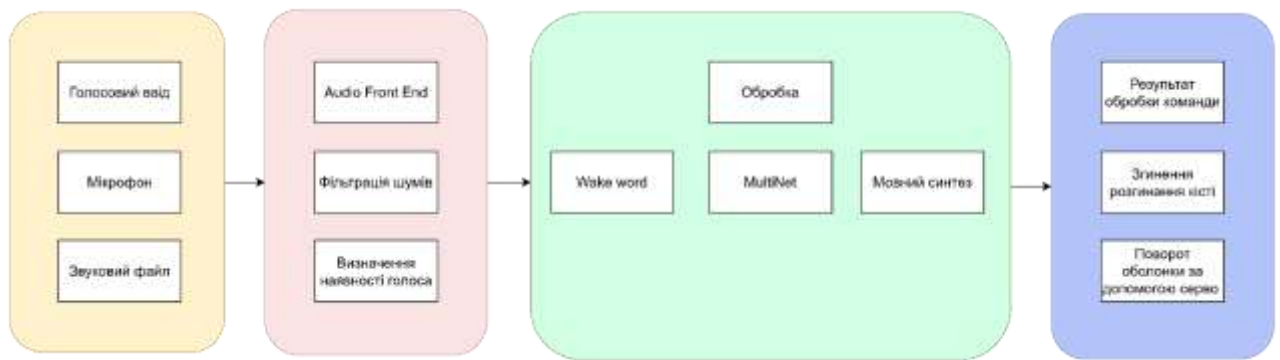 Голосовий ввід
Мікрофон
Звуковий файл
Audio Front End
Фільтрація шумів
Визначення
наявності голоса
Обробка
Wake word
MultiNet
Мовний синтез
Результат
обробки команди
Згинення
розгинання кісті
Поворот
оболонки за
допомогою серво